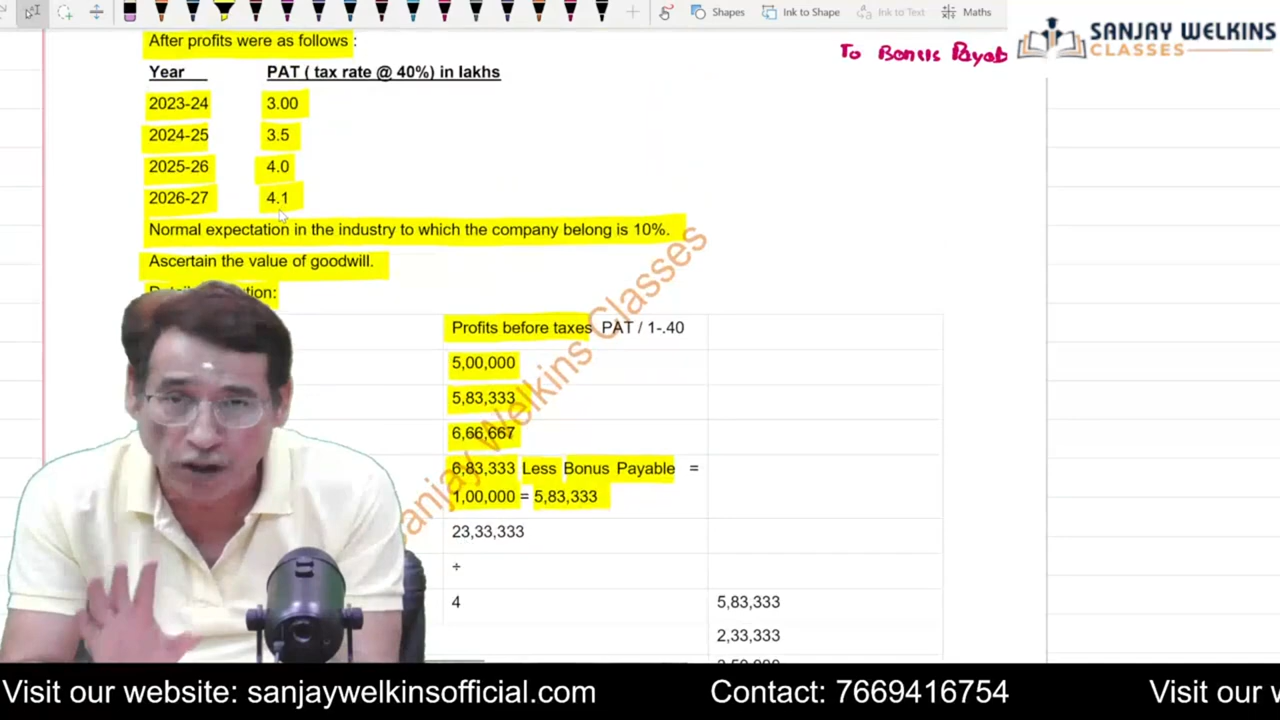 Shapes
Ink to Shape
Ink to Text
Maths
SANJAY WELKINS
CLASSES
After profits were as follows :
To Bonus Payab
Year PAT ( tax rate @ 40%) in lakhs
2023-24 3.00
2024-25 3.5
2025-26 4.0
2026-27 4.1
Normal expectation in the industry to which the company belong is 10%.
Ascertain the value of goodwill.
Profits before taxes PAT / 1-.40
5,00,000
5,83,333
6,66,667
6,83,333 Less Bonus Payable =
1,00,000 = 5,83,333
23,33,333
÷
4 5,83,333
2,33,333
Sanjay Welkins Classes
Visit our website: sanjaywelkinsofficial.com Contact: 7669416754 Visit our w